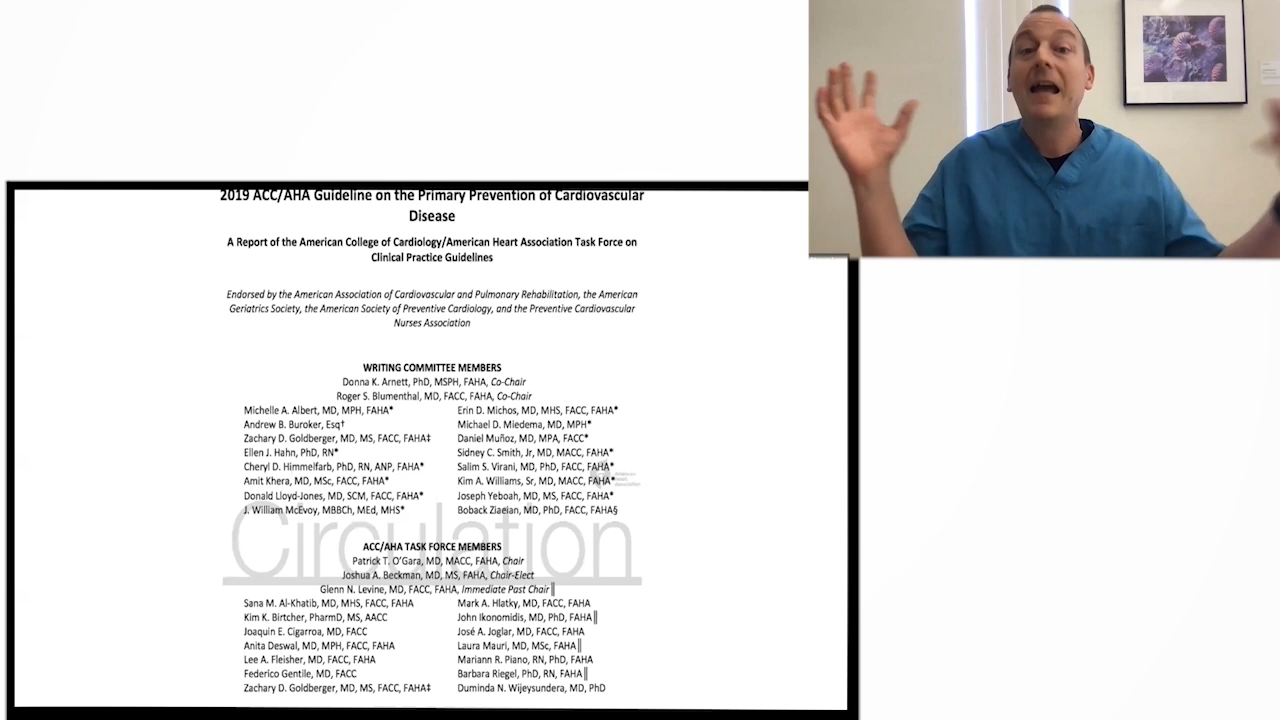 2019 ACC/AHA Guideline on the Primary Prevention of Cardiovascular
Disease
A Report of the American College of Cardiology/American Heart Association Task Force on
Clinical Practice Guidelines
Endorsed by the American Association of Cardiovascular and Pulmonary Rehabilitation, the American
Geriatrics Society, the American Society of Preventive Cardiology, and the Preventive Cardiovascular
Nurses Association
WRITING COMMITTEE MEMBERS
Donna K. Arnett, PhD, MSPH, FAHA, Co-Chair
Roger S. Blumenthal, MD, FACC, FAHA, Co-Chair
Michelle A. Albert, MD, MPH, FAHA* Erin D. Michos, MD, MHS, FACC, FAHA*
Andrew B. Buroker, Esq† Michael D. Miedema, MD, MPH*
Zachary D. Goldberger, MD, MS, FACC, FAHA‡ Daniel Muñoz, MD, MPA, FACC*
Ellen J. Hahn, PhD, RN* Sidney C. Smith, Jr, MD, MACC, FAHA*
Cheryl D. Himmelfarb, PhD, RN, ANP, FAHA* Salim S. Virani, MD, PhD, FACC, FAHA*
Amit Khera, MD, MSc, FACC, FAHA* Kim A. Williams, Sr, MD, MACC, FAHA*
Donald Lloyd-Jones, MD, SCM, FACC, FAHA* Joseph Yeboah, MD, MS, FACC, FAHA*
J. William McEvoy, MBBCh, MEd, MHS* Boback Ziaeian, MD, PhD, FACC, FAHA§
American
Heart
Association
Circulation
ACC/AHA TASK FORCE MEMBERS
Patrick T. O'Gara, MD, MACC, FAHA, Chair
Joshua A. Beckman, MD, MS, FAHA, Chair-Elect
Glenn N. Levine, MD, FACC, FAHA, Immediate Past Chair║
Sana M. Al-Khatib, MD, MHS, FACC, FAHA Mark A. Hlatky, MD, FACC, FAHA
Kim K. Birtcher, PharmD, MS, AACC John Ikonomidis, MD, PhD, FAHA║
Joaquin E. Cigarroa, MD, FACC José A. Joglar, MD, FACC, FAHA
Anita Deswal, MD, MPH, FACC, FAHA Laura Mauri, MD, MSc, FAHA║
Lee A. Fleisher, MD, FACC, FAHA Mariann R. Piano, RN, PhD, FAHA
Federico Gentile, MD, FACC Barbara Riegel, PhD, RN, FAHA║
Zachary D. Goldberger, MD, MS, FACC, FAHA‡ Duminda N. Wijeysundera, MD, PhD